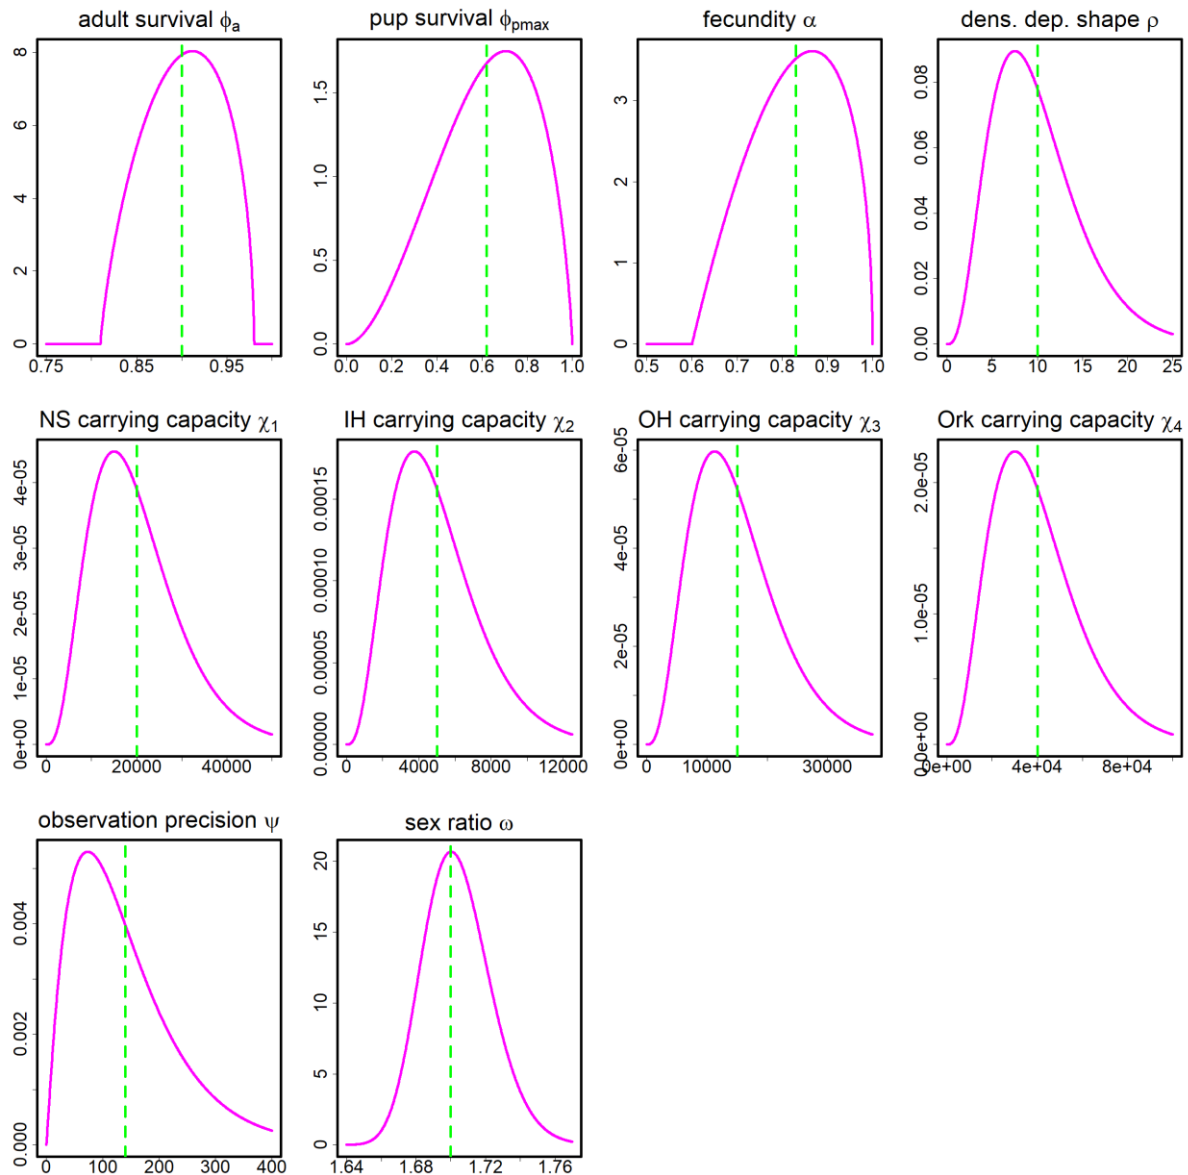 adult survival ϕa
pup survival ϕpmax
fecundity α
dens. dep. shape ρ
0 2 4 6 8
0.75 0.85 0.95
0.0 0.5 1.0 1.5
0.0 0.2 0.4 0.6 0.8 1.0
0 1 2 3
0.5 0.6 0.7 0.8 0.9 1.0
0.00 0.02 0.04 0.06 0.08
0 5 10 15 20 25
NS carrying capacity χ1
IH carrying capacity χ2
OH carrying capacity χ3
Ork carrying capacity χ4
0e+00 1e-05 2e-05 3e-05 4e-05
0 20000 40000
0.00000 0.00005 0.00010 0.00015
0 4000 8000 12000
0e+00 2e-05 4e-05 6e-05
0 10000 30000
0e+00 1.0e-05 2.0e-05
0e+00 4e+04 8e+04
observation precision ψ
sex ratio ω
0.000 0.002 0.004
0 100 200 300 400
0 5 10 15 20
1.64 1.68 1.72 1.76